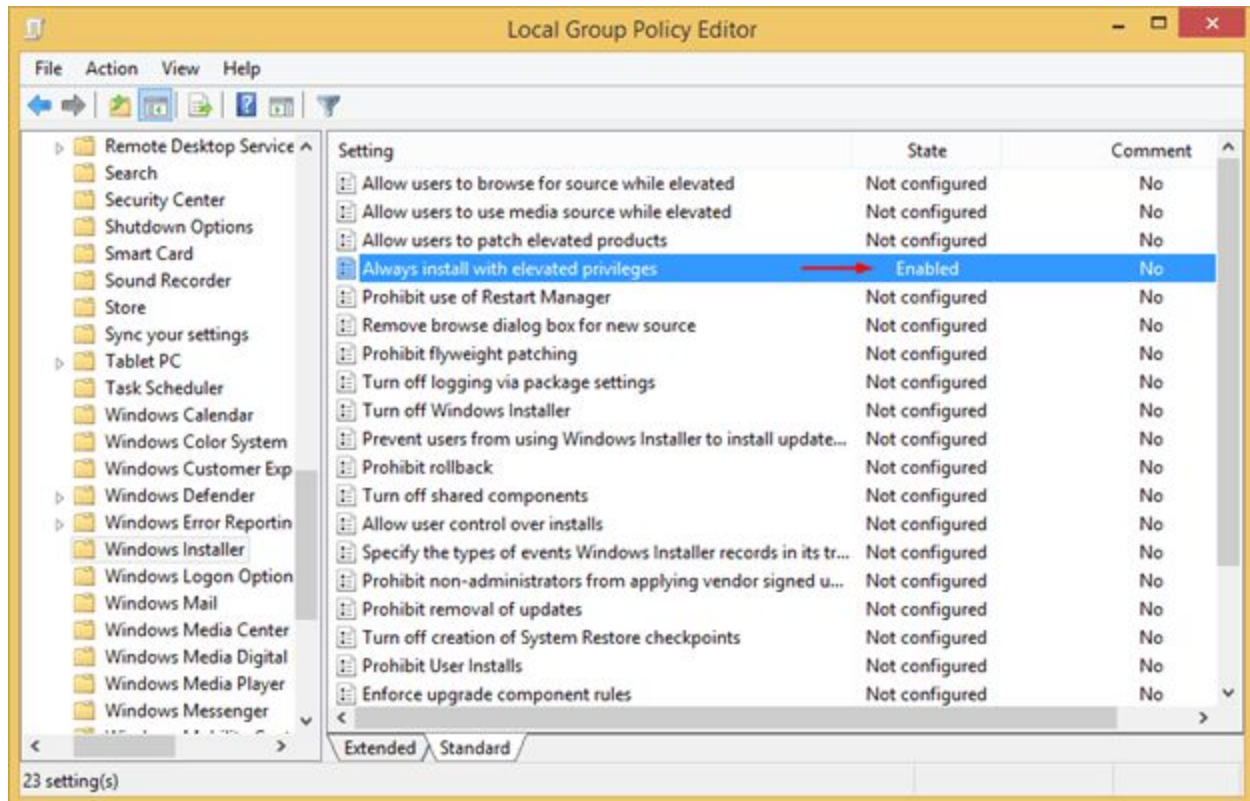 Local Group Policy Editor
File Action View Help
Remote Desktop Service
Search
Security Center
Shutdown Options
Smart Card
Sound Recorder
Store
Sync your settings
Tablet PC
Task Scheduler
Windows Calendar
Windows Color System
Windows Customer Exp
Windows Defender
Windows Error Reportin
Windows Installer
Windows Logon Option
Windows Mail
Windows Media Center
Windows Media Digital
Windows Media Player
Windows Messenger
Setting State Comment
Allow users to browse for source while elevated Not configured No
Allow users to use media source while elevated Not configured No
Allow users to patch elevated products Not configured No
Always install with elevated privileges Enabled No
Prohibit use of Restart Manager Not configured No
Remove browse dialog box for new source Not configured No
Prohibit flyweight patching Not configured No
Turn off logging via package settings Not configured No
Turn off Windows Installer Not configured No
Prevent users from using Windows Installer to install update... Not configured No
Prohibit rollback Not configured No
Turn off shared components Not configured No
Allow user control over installs Not configured No
Specify the types of events Windows Installer records in its tr... Not configured No
Prohibit non-administrators from applying vendor signed u... Not configured No
Prohibit removal of updates Not configured No
Turn off creation of System Restore checkpoints Not configured No
Prohibit User Installs Not configured No
Enforce upgrade component rules Not configured No
Extended Standard
23 setting(s)